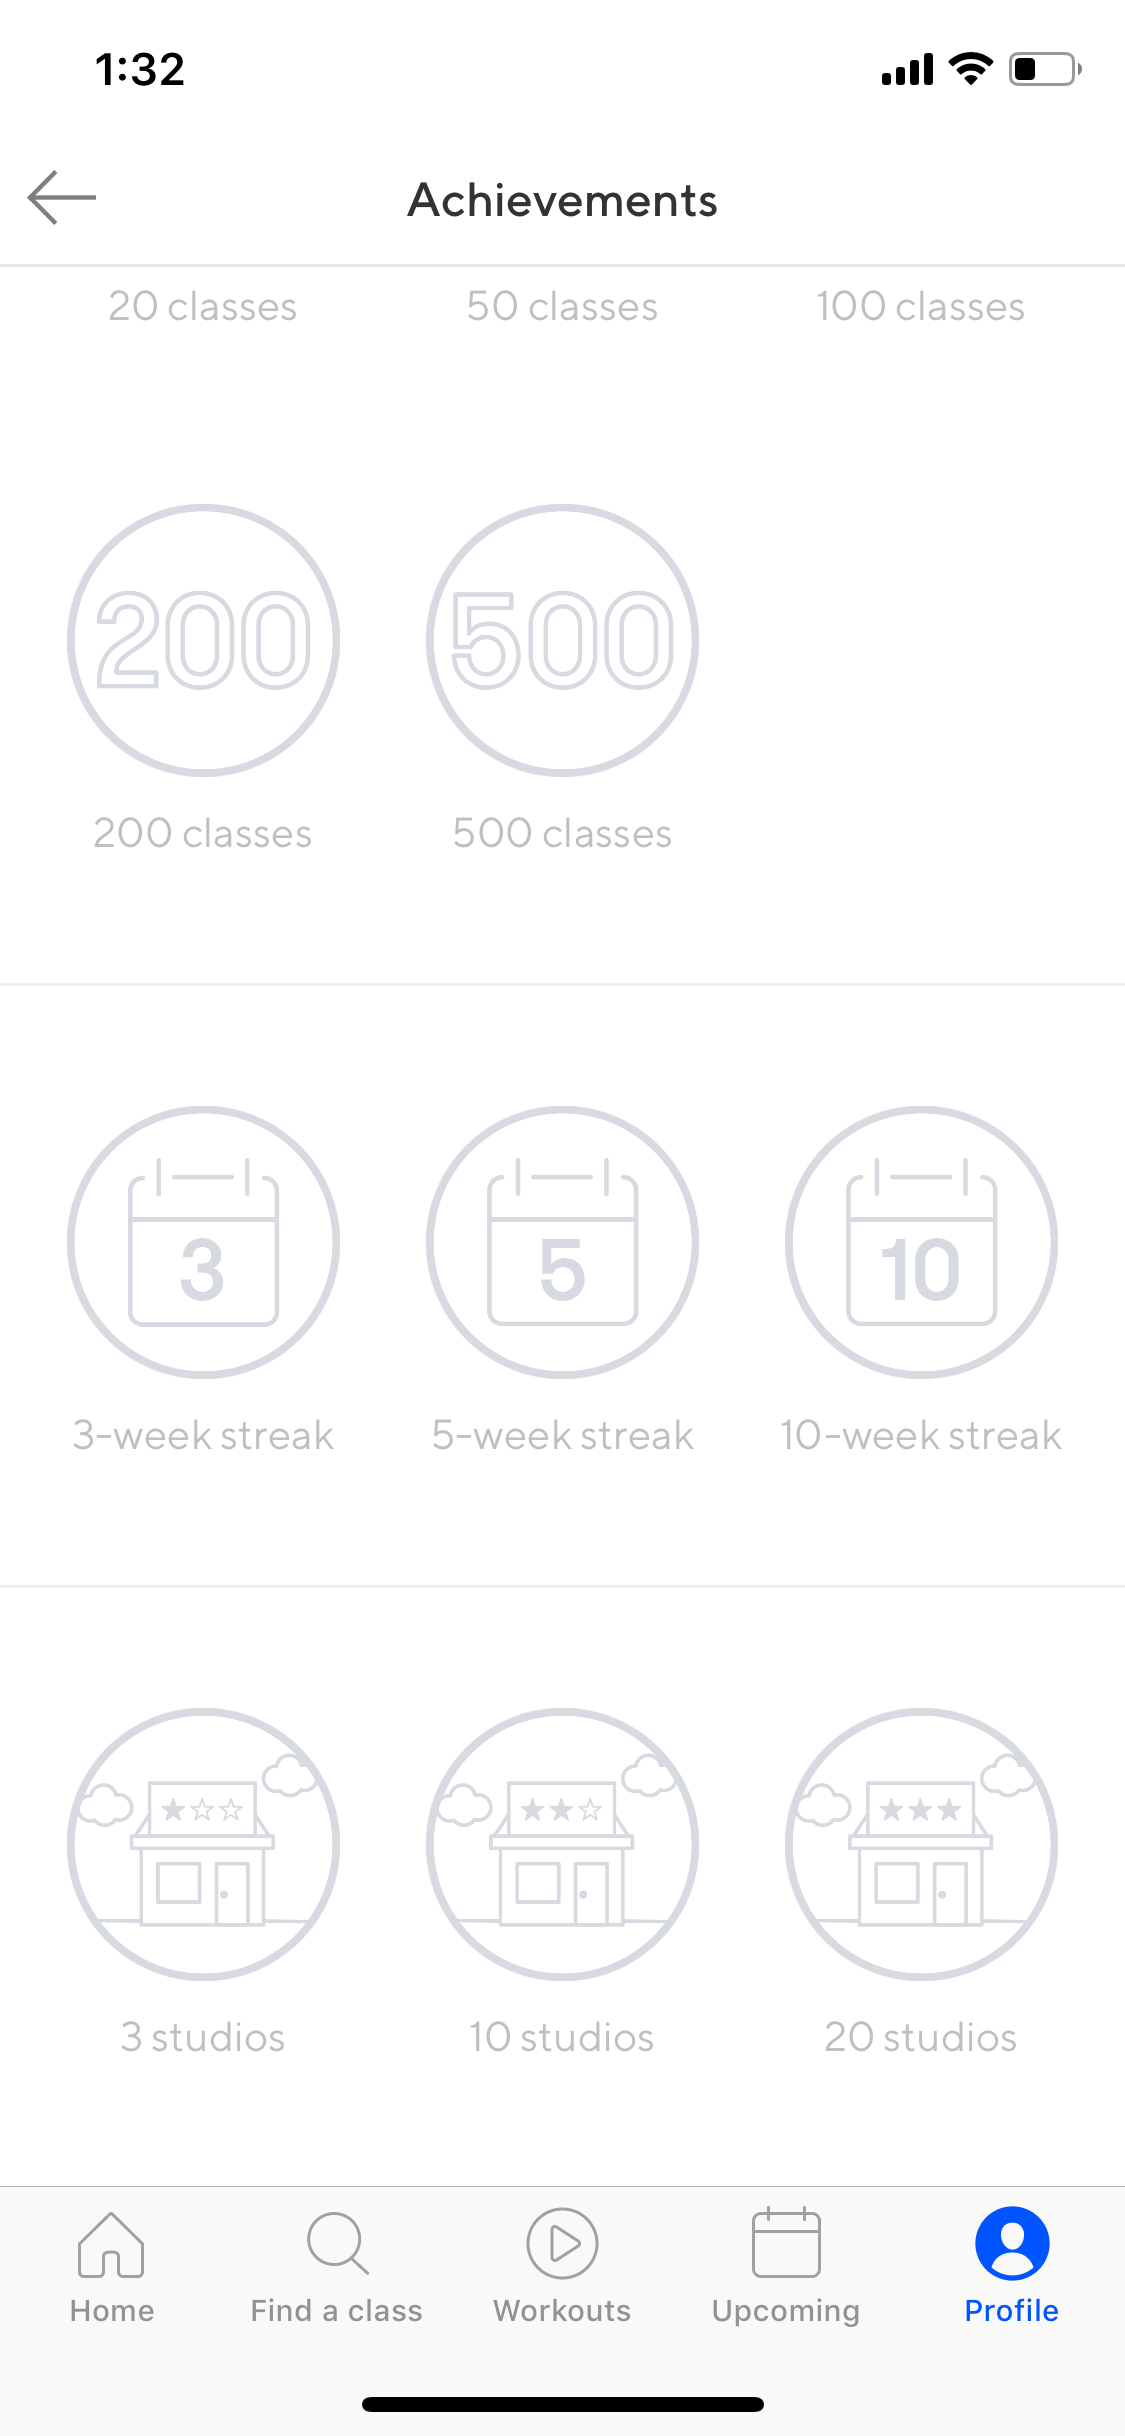 1:32
Achievements
20 classes 50 classes 100 classes
200 500
200 classes 500 classes
3 5 10
3-week streak 5-week streak 10-week streak
3 studios 10 studios 20 studios
Home Find a class Workouts Upcoming Profile